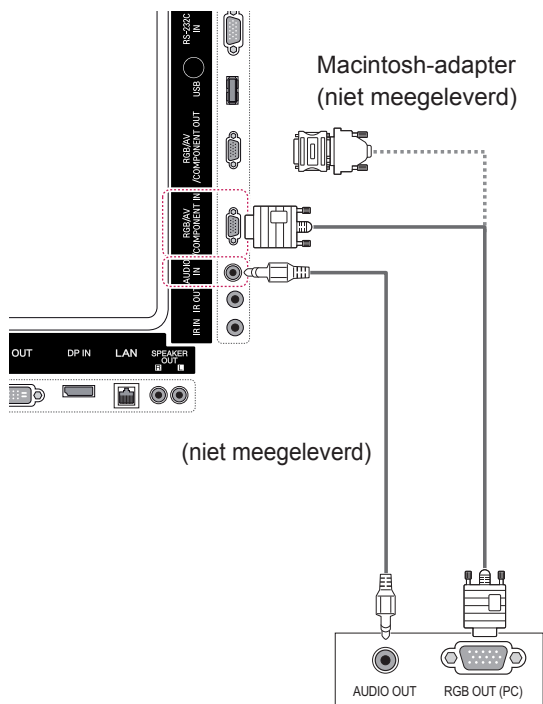 RS-232C
IN
USB
RGB/AV
/COMPONENT OUT
RGB/AV
/COMPONENT IN
AUDIO
IN
IR OUT
IR IN
Macintosh-adapter
(niet meegeleverd)
OUT
DP IN
LAN
SPEAKER
OUT
R L
(niet meegeleverd)
AUDIO OUT
RGB OUT (PC)